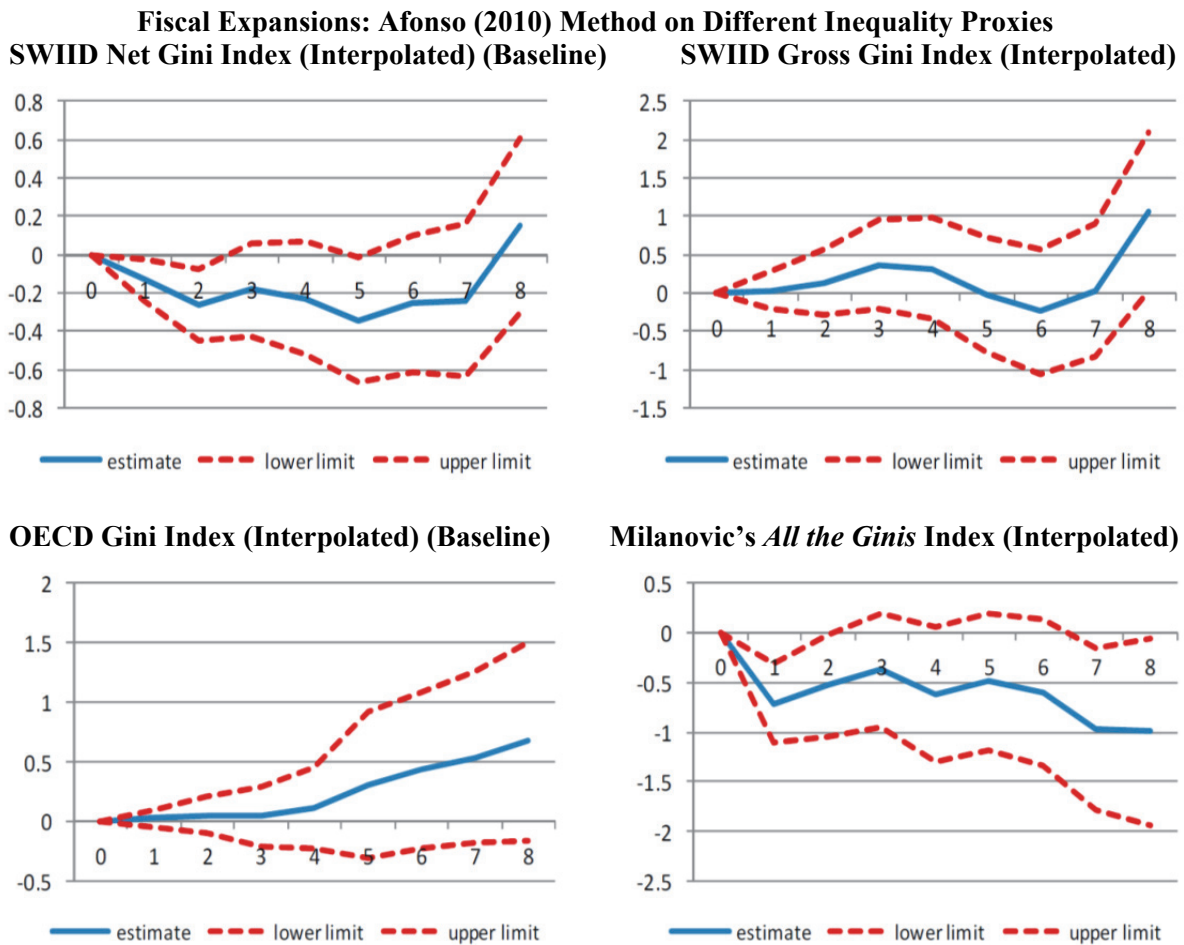 Fiscal Expansions: Afonso (2010) Method on Different Inequality Proxies
SWIID Net Gini Index (Interpolated) (Baseline)
0.8
0.6
0.4
0.2
0
-0.2
-0.4
-0.6
-0.8
0 1 2 3 4 5 6 7 8
estimate lower limit upper limit
SWIID Gross Gini Index (Interpolated)
2.5
2
1.5
1
0.5
0
-0.5
-1
-1.5
0 1 2 3 4 5 6 7 8
estimate lower limit upper limit
OECD Gini Index (Interpolated) (Baseline)
2
1.5
1
0.5
0
-0.5
0 1 2 3 4 5 6 7 8
estimate lower limit upper limit
Milanovic’s All the Ginis Index (Interpolated)
0.5
0
-0.5
-1
-1.5
-2
-2.5
0 1 2 3 4 5 6 7 8
estimate lower limit upper limit